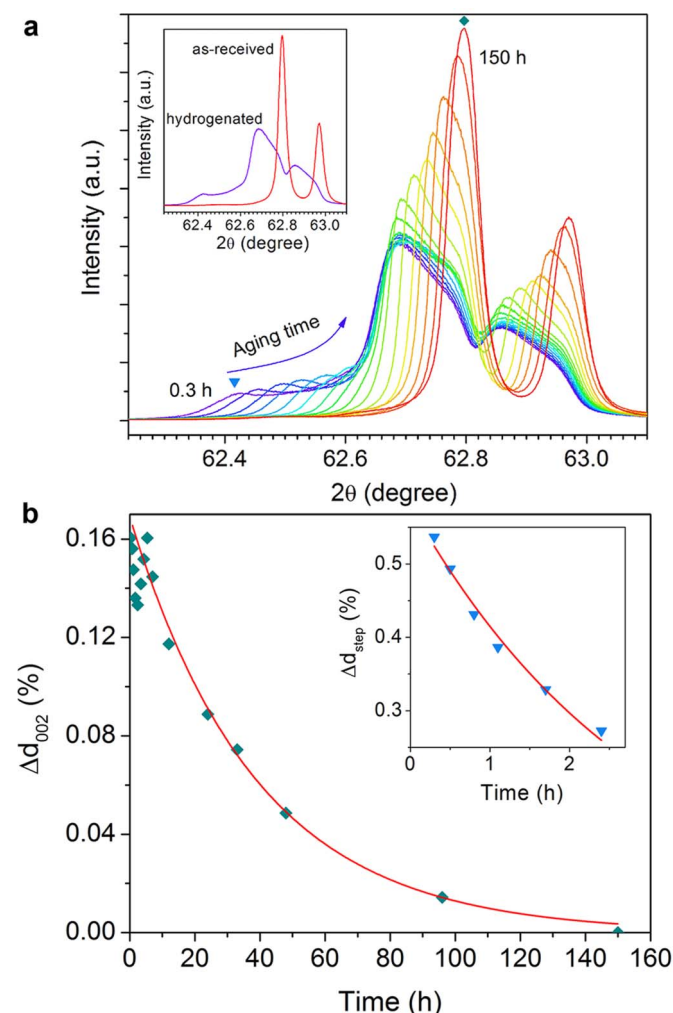 a
as-received
hydrogenated
Intensity (a.u.)
62.4 62.6 62.8 63.0
2θ (degree)
150 h
Intensity (a.u.)
Aging time
0.3 h
62.4 62.6 62.8 63.0
2θ (degree)
b
0.16
0.12
0.08
0.04
0.00
Δd002 (%)
0.5
0.4
0.3
Δdstep (%)
0 1 2
Time (h)
0 20 40 60 80 100 120 140 160
Time (h)